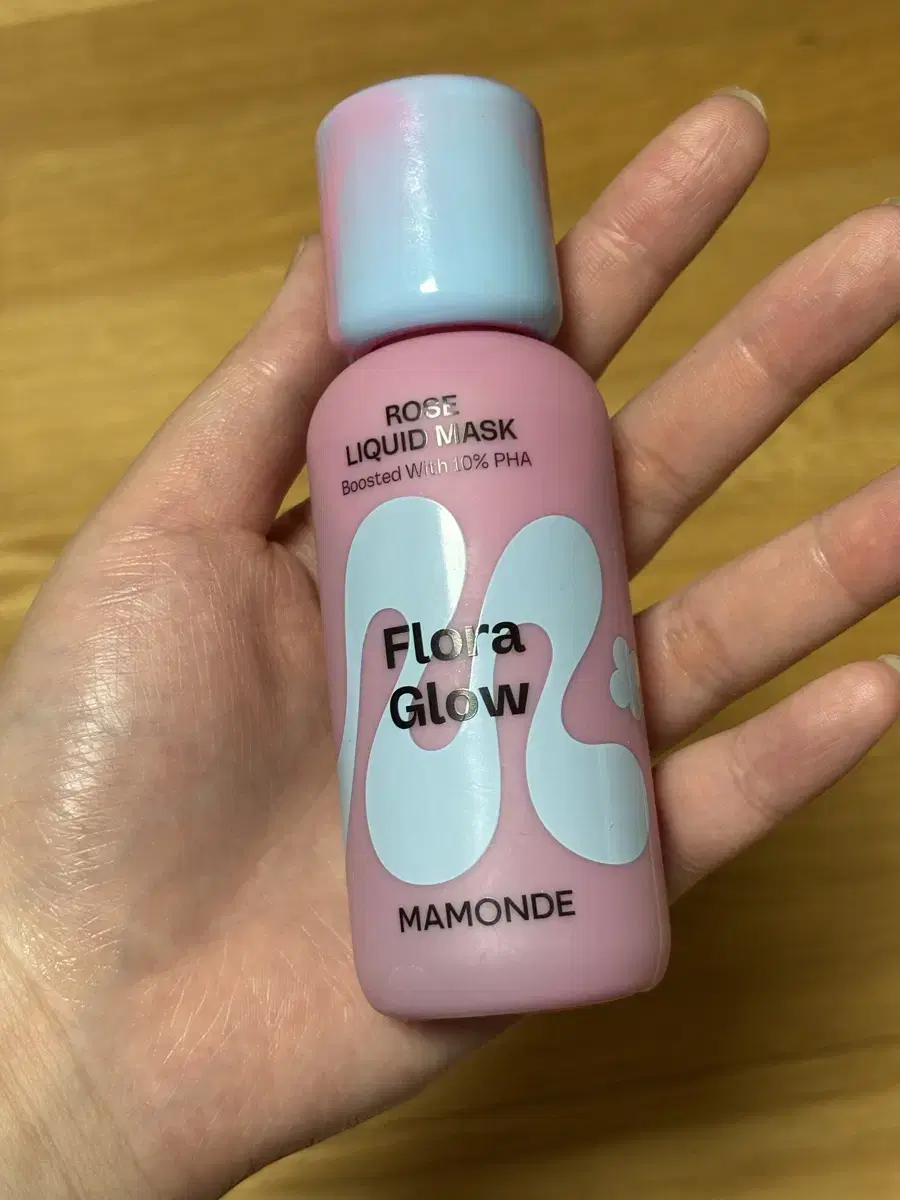 ROSE
LIQUID MASK
Boosted With 10% PHA
Flora
Glow
MAMONDE